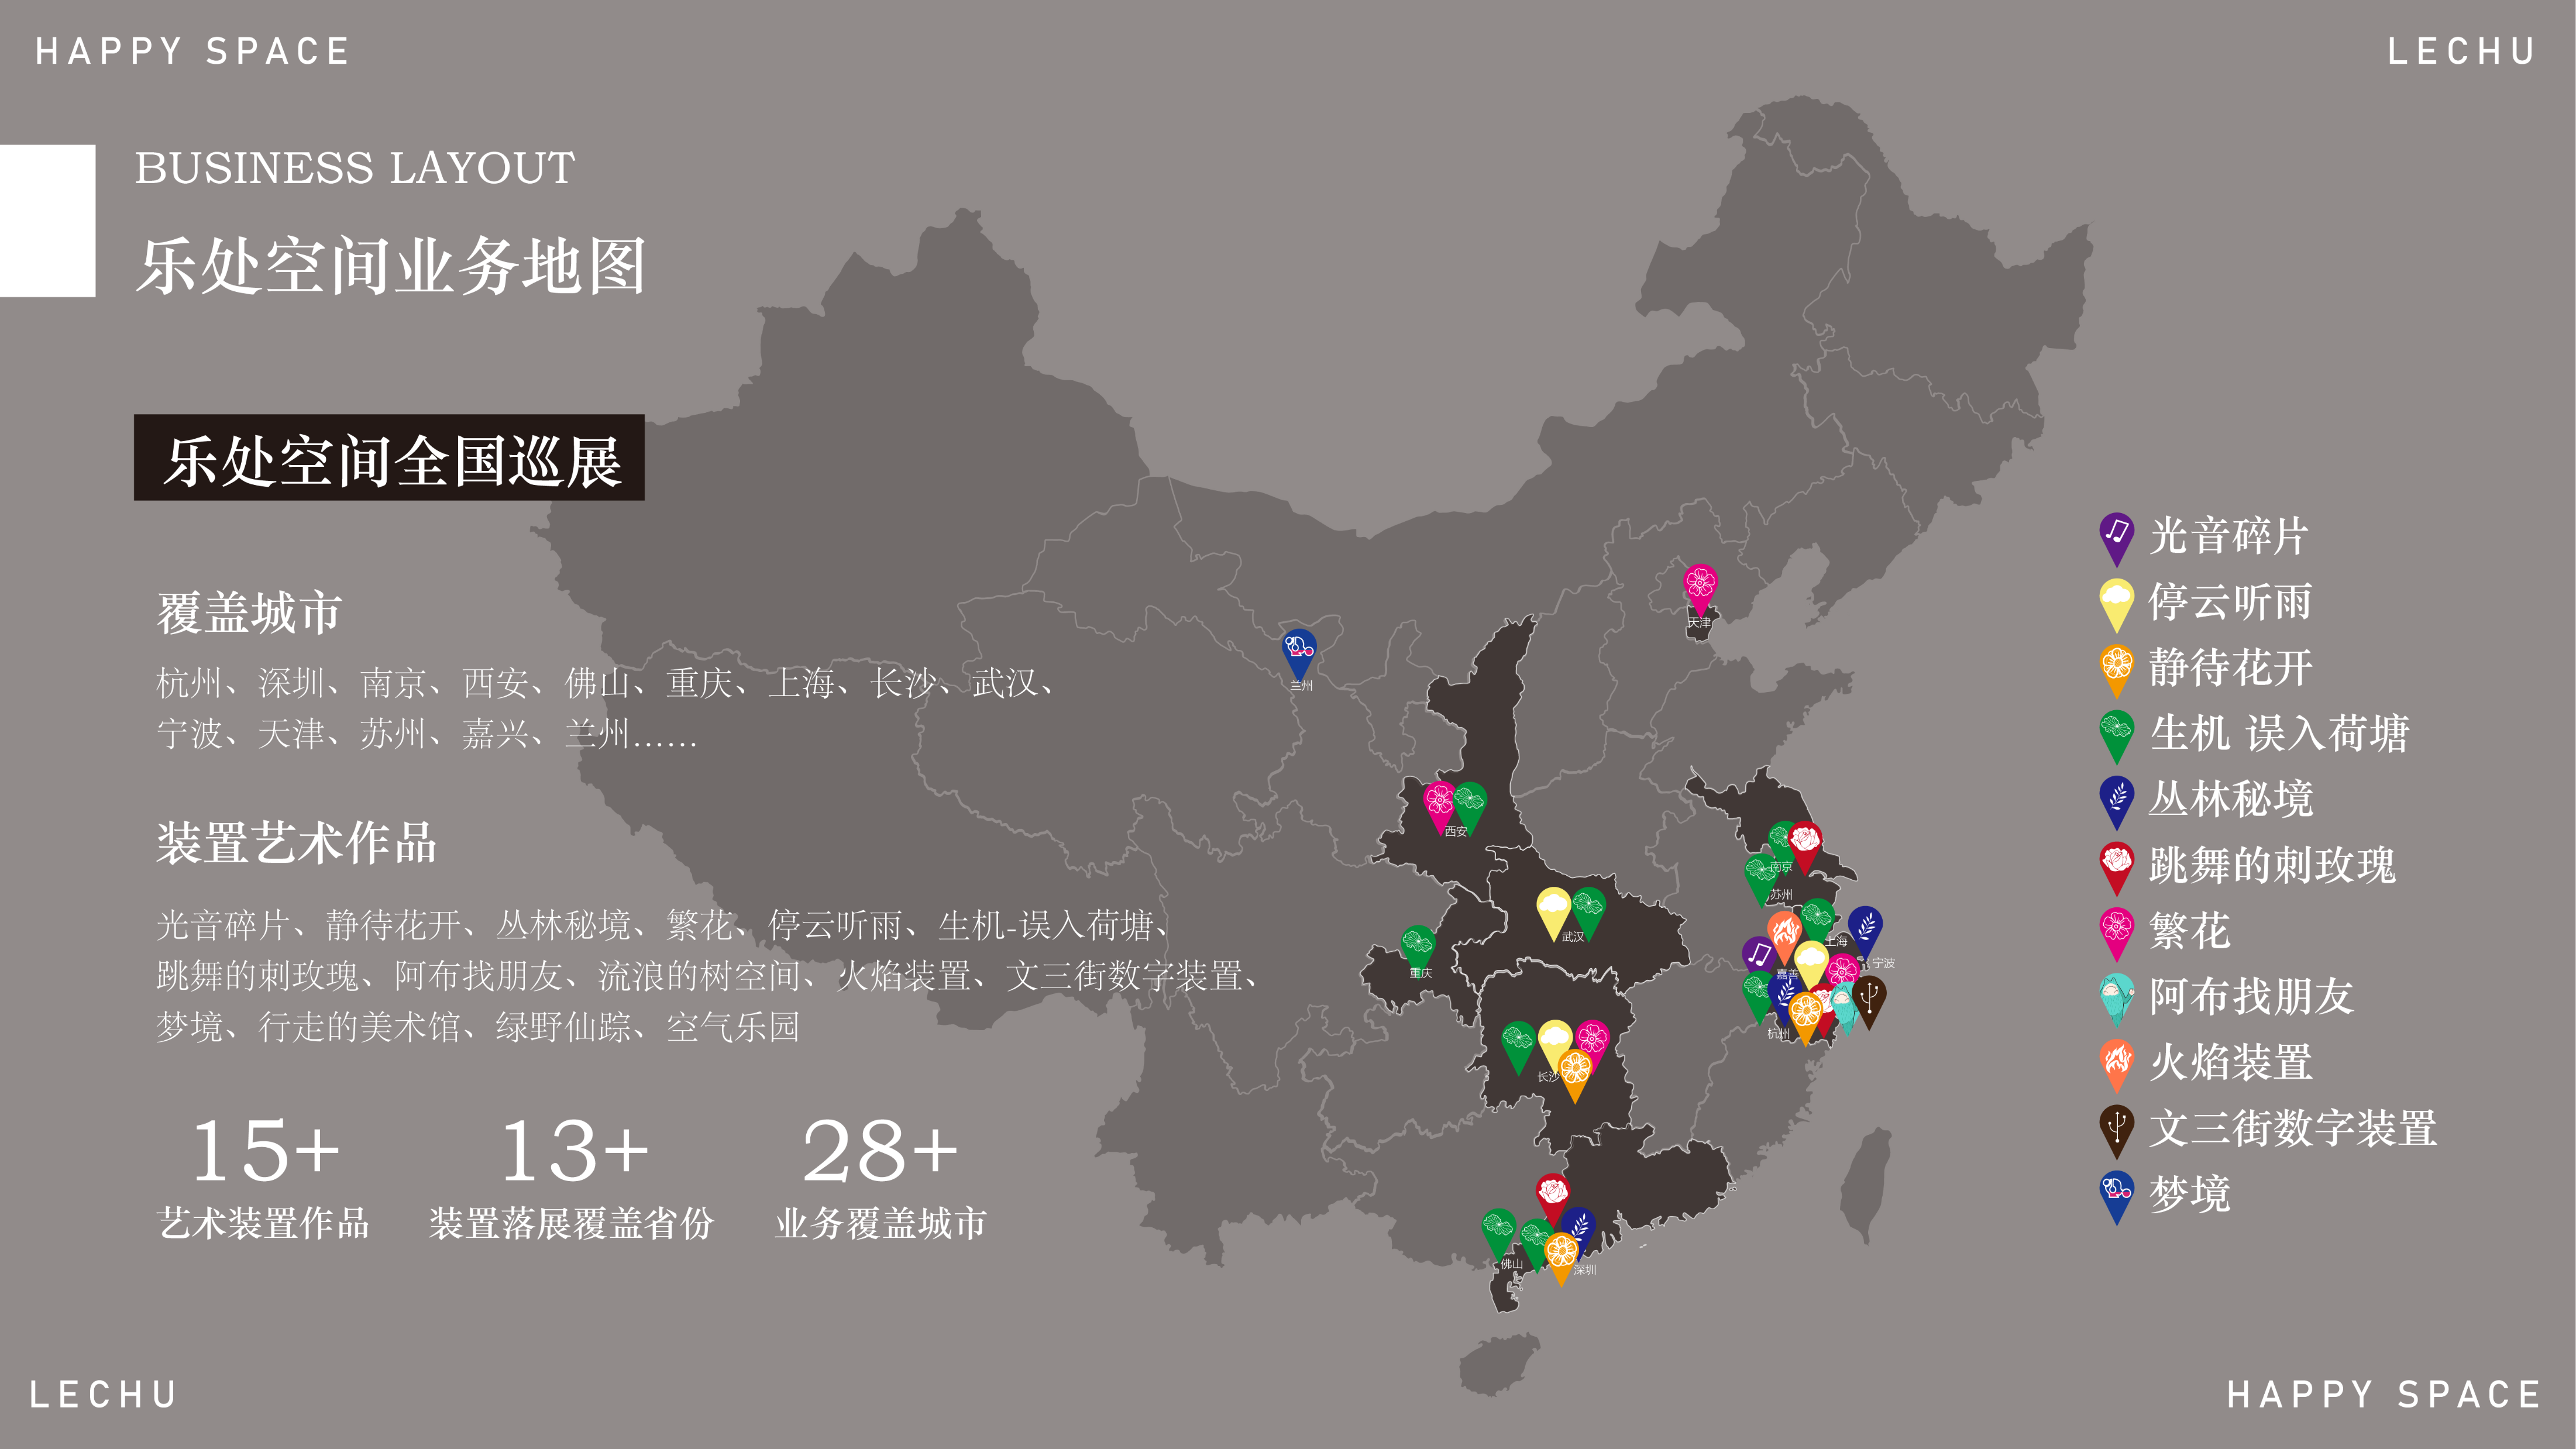 HAPPY SPACE
LECHU
BUSINESS LAYOUT
乐处空间业务地图
乐处空间全国巡展
覆盖城市
杭州、深圳、南京、西安、佛山、重庆、上海、长沙、武汉、
宁波、天津、苏州、嘉兴、兰州......
装置艺术作品
光音碎片、静待花开、丛林秘境、繁花、停云听雨、生机-误入荷塘、
跳舞的刺玫瑰、阿布找朋友、流浪的树空间、火焰装置、文三街数字装置、
梦境、行走的美术馆、绿野仙踪、空气乐园
15+
艺术装置作品
13+
装置落展覆盖省份
28+
业务覆盖城市
天津
兰州
西安
南京
苏州
武汉
上海
宁波
重庆
嘉善
杭州
长沙
佛山
深圳
光音碎片
停云听雨
静待花开
生机 误入荷塘
丛林秘境
跳舞的刺玫瑰
繁花
阿布找朋友
火焰装置
文三街数字装置
梦境
LECHU
HAPPY SPACE